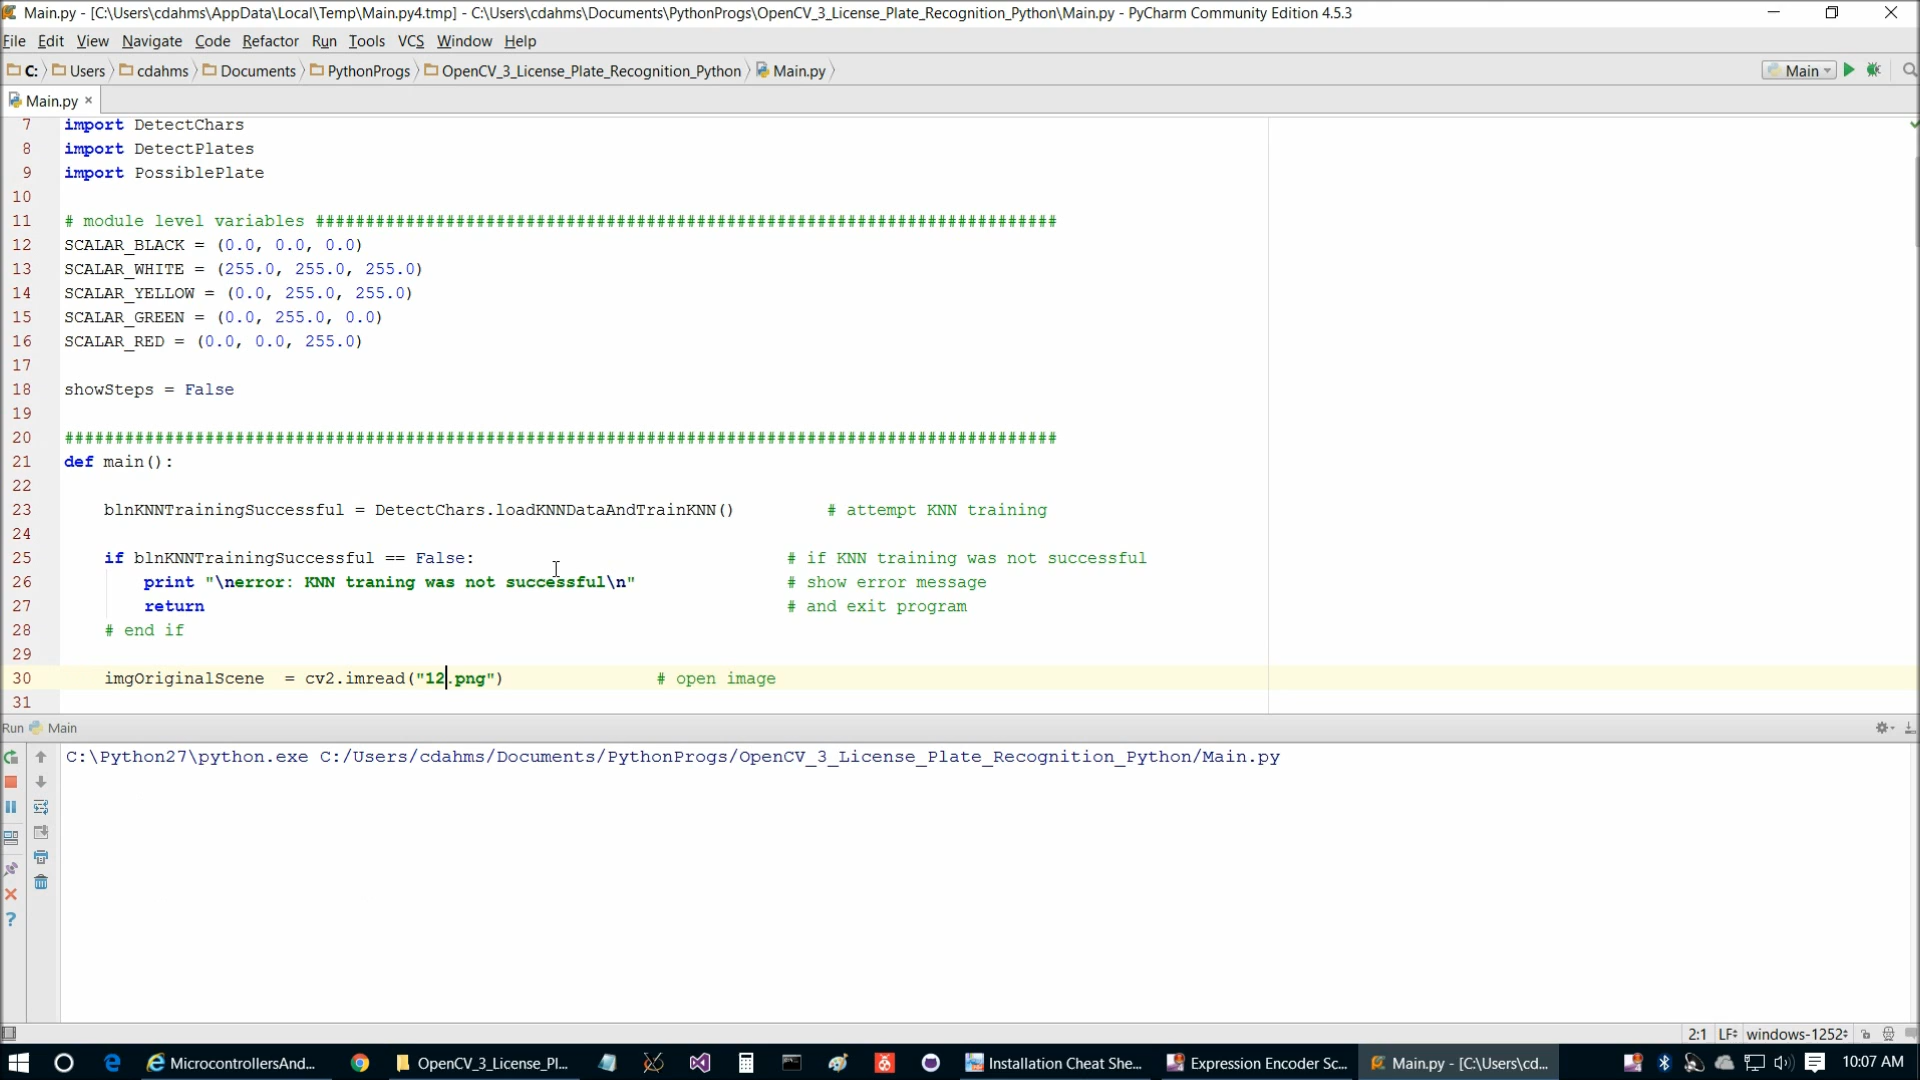 Main.py - [C:\Users\cdahms\AppData\Local\Temp\Main.py4.tmp] - C:\Users\cdahms\Documents\PythonProgs\OpenCV_3_License_Plate_Recognition_Python\Main.py - PyCharm Community Edition 4.5.3
File Edit View Navigate Code Refactor Run Tools VCS Window Help
C: Users cdahms Documents PythonProgs OpenCV_3_License_Plate_Recognition_Python Main.py Main
Main.py
7 import DetectChars
8 import DetectPlates
9 import PossiblePlate
10
11 # module level variables ##########################################################################
12 SCALAR_BLACK = (0.0, 0.0, 0.0)
13 SCALAR_WHITE = (255.0, 255.0, 255.0)
14 SCALAR_YELLOW = (0.0, 255.0, 255.0)
15 SCALAR_GREEN = (0.0, 255.0, 0.0)
16 SCALAR_RED = (0.0, 0.0, 255.0)
17
18 showSteps = False
19
20 ###################################################################################################
21 def main():
22
23 blnKNNTrainingSuccessful = DetectChars.loadKNNDataAndTrainKNN() # attempt KNN training
24
25 if blnKNNTrainingSuccessful == False: # if KNN training was not successful
26 print "\nerror: KNN traning was not successful\n" # show error message
27 return # and exit program
28 # end if
29
30 imgOriginalScene = cv2.imread("12.png") # open image
31
Run Main
C:\Python27\python.exe C:/Users/cdahms/Documents/PythonProgs/OpenCV_3_License_Plate_Recognition_Python/Main.py
2:1 LF÷ windows-1252÷
MicrocontrollersAnd... OpenCV_3_License_Pl... Installation Cheat She... Expression Encoder Sc... Main.py - [C:\Users\cd... 10:07 AM